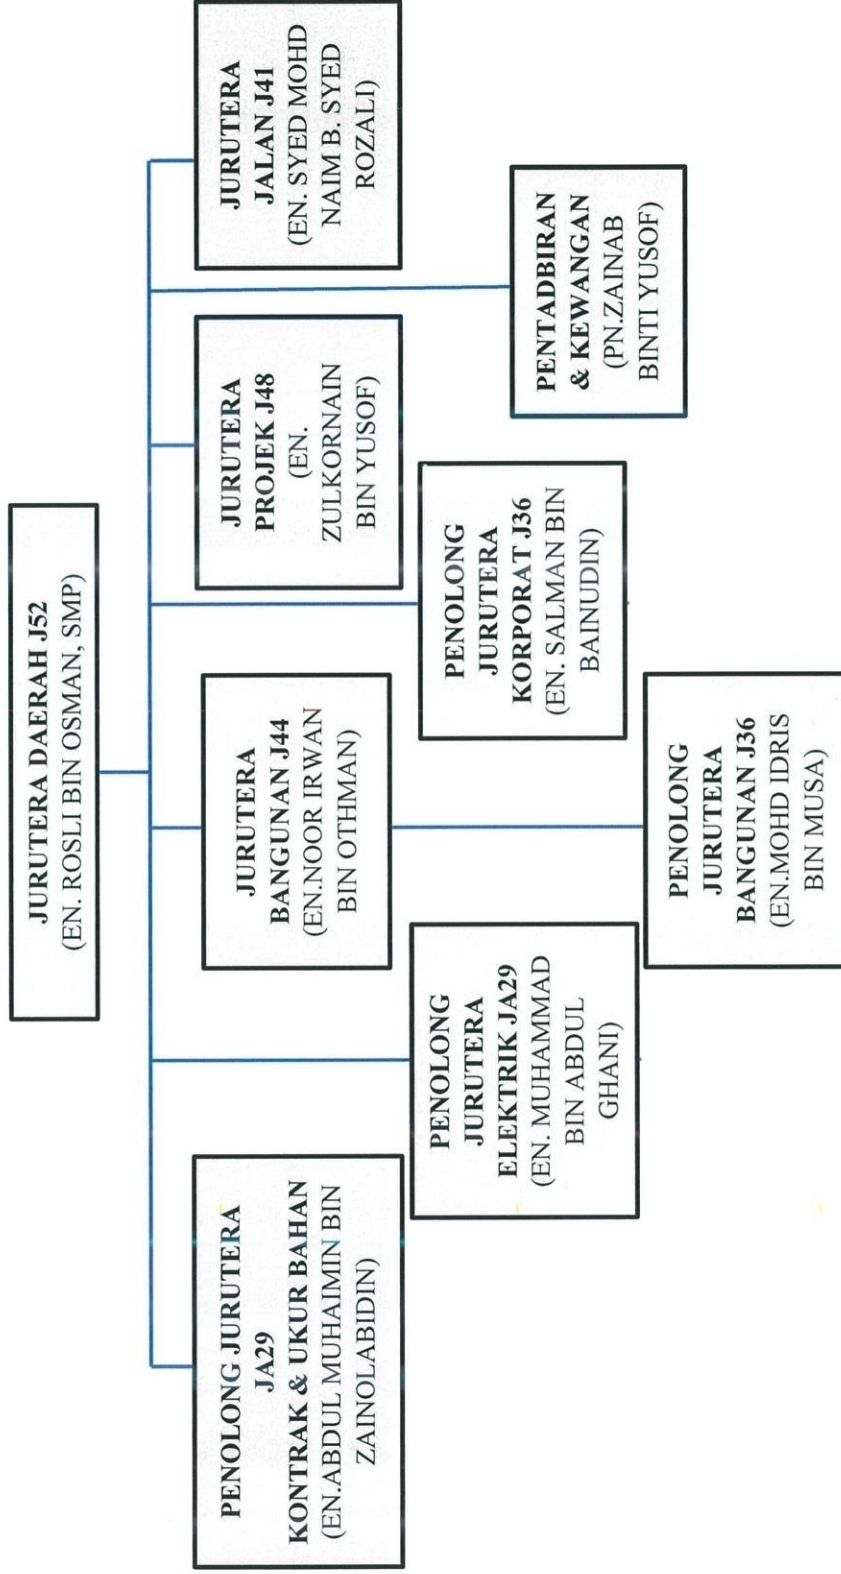 JURUTERA DAERAH J52
(EN. ROSLI BIN OSMAN, SMP)
PENOLONG JURUTERA
JA29
KONTRAK & UKUR BAHAN
(EN.ABDUL MUHAIMIN BIN
ZAINOLABIDIN)
JURUTERA
BANGUNAN J44
(EN.NOOR IRWAN
BIN OTHMAN)
JURUTERA
PROJEK J48
(EN.
ZULKORNAIN
BIN YUSOF)
JURUTERA
JALAN J41
(EN. SYED MOHD
NAIM B. SYED
ROZALI)
PENOLONG
JURUTERA
ELEKTRIK JA29
(EN. MUHAMMAD
BIN ABDUL
GHANI)
PENOLONG
JURUTERA
KORPORAT J36
(EN. SALMAN BIN
BAINUDIN)
PENTADBIRAN
& KEWANGAN
(PN.ZAINAB
BINTI YUSOF)
PENOLONG
JURUTERA
BANGUNAN J36
(EN.MOHD IDRIS
BIN MUSA)